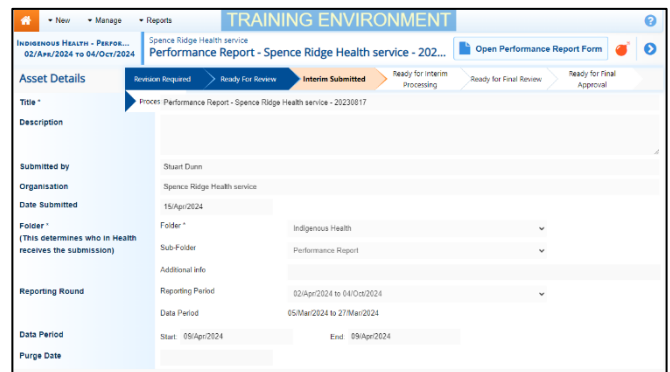 New Manage Reports TRAINING ENVIRONMENT
Indigenous Health - Perfor...
02/Apr/2024 to 04/Oct/2024
Spence Ridge Health service
Performance Report - Spence Ridge Health service - 202...
Open Performance Report Form
Asset Details
Revision Required Ready For Review Interim Submitted Ready for Interim Processing Ready for Final Review Ready for Final Approval
Title * Proces Performance Report - Spence Ridge Health service - 20230817
Description
Submitted by Stuart Dunn
Organisation Spence Ridge Health service
Date Submitted 15/Apr/2024
Folder * Folder * Indigenous Health
(This determines who in Health
receives the submission) Sub-Folder Performance Report
Additional info
Reporting Round Reporting Period 02/Apr/2024 to 04/Oct/2024
Data Period 05/Mar/2024 to 27/Mar/2024
Data Period Start 09/Apr/2024 End 09/Apr/2024
Purge Date